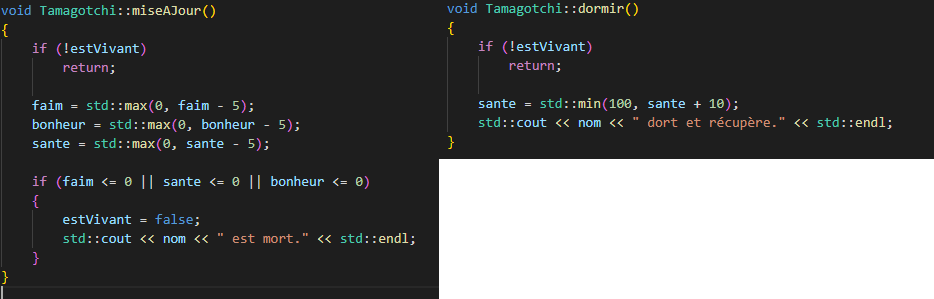 void Tamagotchi::miseAJour()
{
    if (!estVivant)
        return;

    faim = std::max(0, faim - 5);
    bonheur = std::max(0, bonheur - 5);
    sante = std::max(0, sante - 5);

    if (faim <= 0 || sante <= 0 || bonheur <= 0)
    {
        estVivant = false;
        std::cout << nom << " est mort." << std::endl;
    }
}
void Tamagotchi::dormir()
{
    if (!estVivant)
        return;

    sante = std::min(100, sante + 10);
    std::cout << nom << " dort et récupère." << std::endl;
}